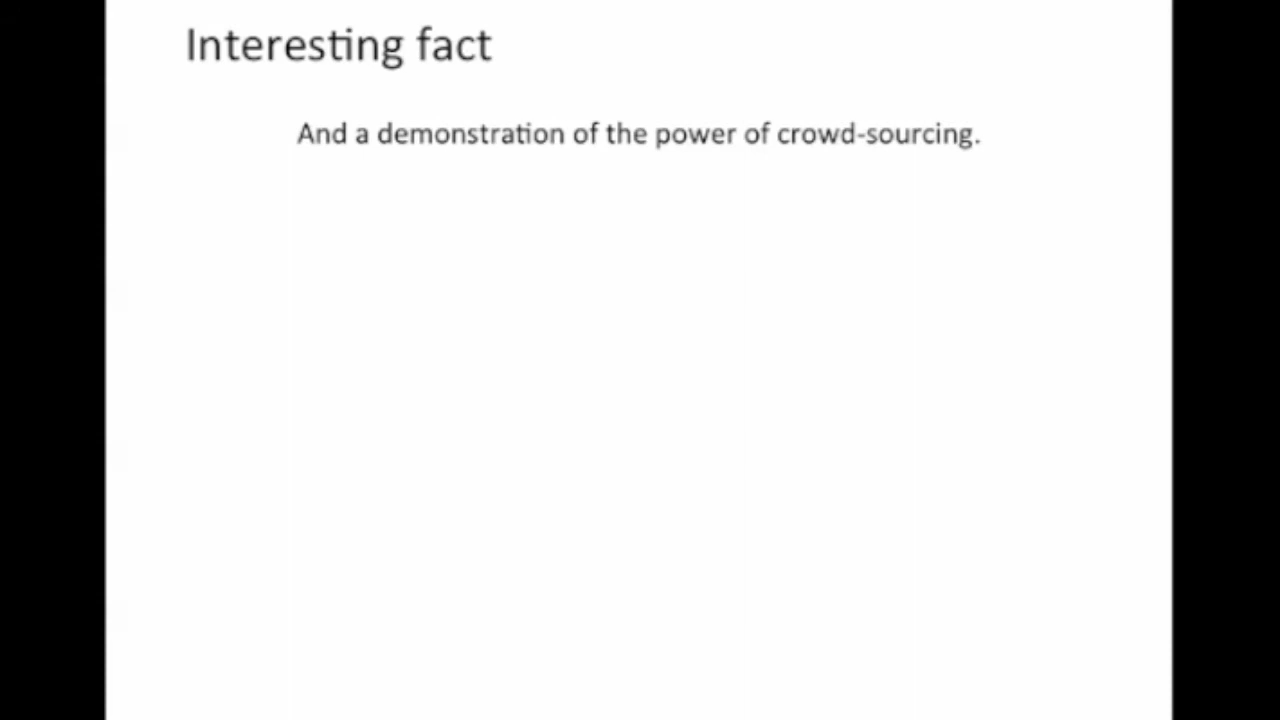 Interesting fact
And a demonstration of the power of crowd-sourcing.